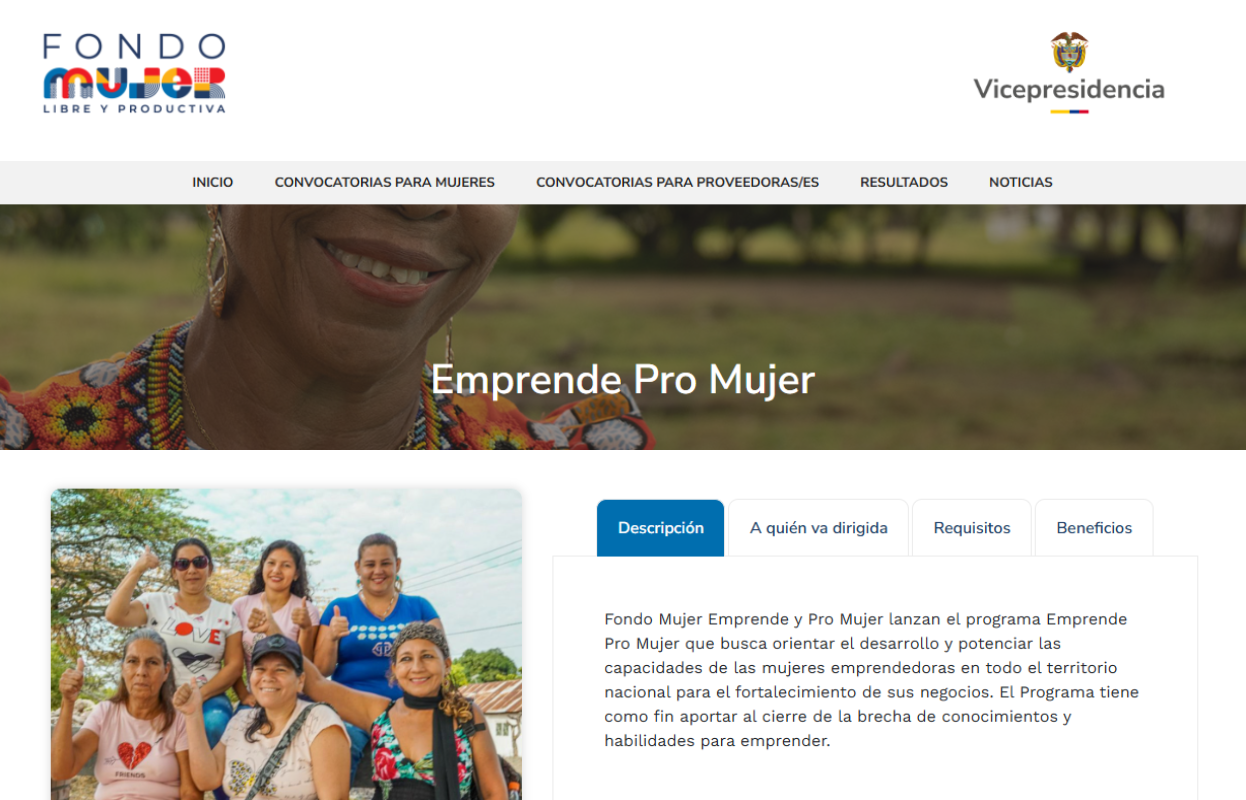 FONDO
MUJER
LIBRE Y PRODUCTIVA
Vicepresidencia
INICIO
CONVOCATORIAS PARA MUJERES
CONVOCATORIAS PARA PROVEEDORAS/ES
RESULTADOS
NOTICIAS
Emprende Pro Mujer
LOVE
FRIENDS
Descripción
A quién va dirigida
Requisitos
Beneficios
Fondo Mujer Emprende y Pro Mujer lanzan el programa Emprende
Pro Mujer que busca orientar el desarrollo y potenciar las
capacidades de las mujeres emprendedoras en todo el territorio
nacional para el fortalecimiento de sus negocios. El Programa tiene
como fin aportar al cierre de la brecha de conocimientos y
habilidades para emprender.